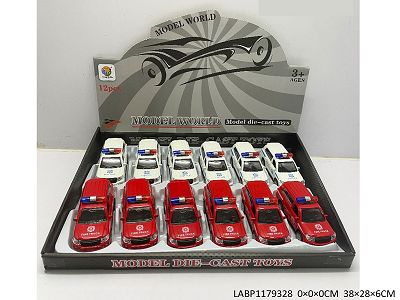 MODEL WORLD
3+
12pcs
MODEL WORLD Model die-cast toys
MODEL DIE-CAST TOYS
LABP1179328 0×0×0CM 38×28×6CM